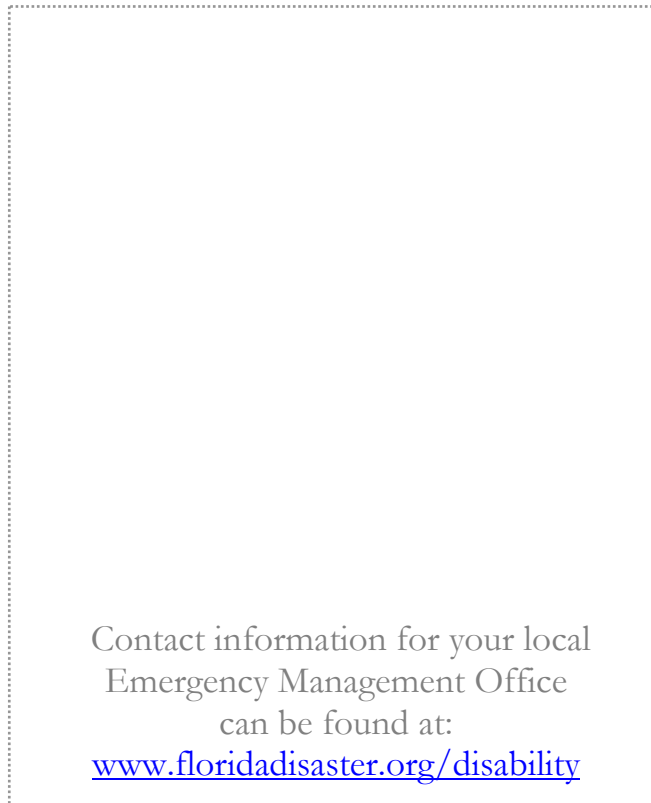 Contact information for your local
Emergency Management Office
can be found at:
www.floridadisaster.org/disability